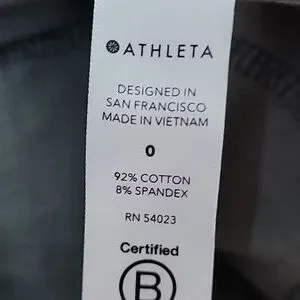 ATHLETA
DESIGNED IN
SAN FRANCISCO
MADE IN VIETNAM
0
92% COTTON
8% SPANDEX
RN 54023
Certified
B